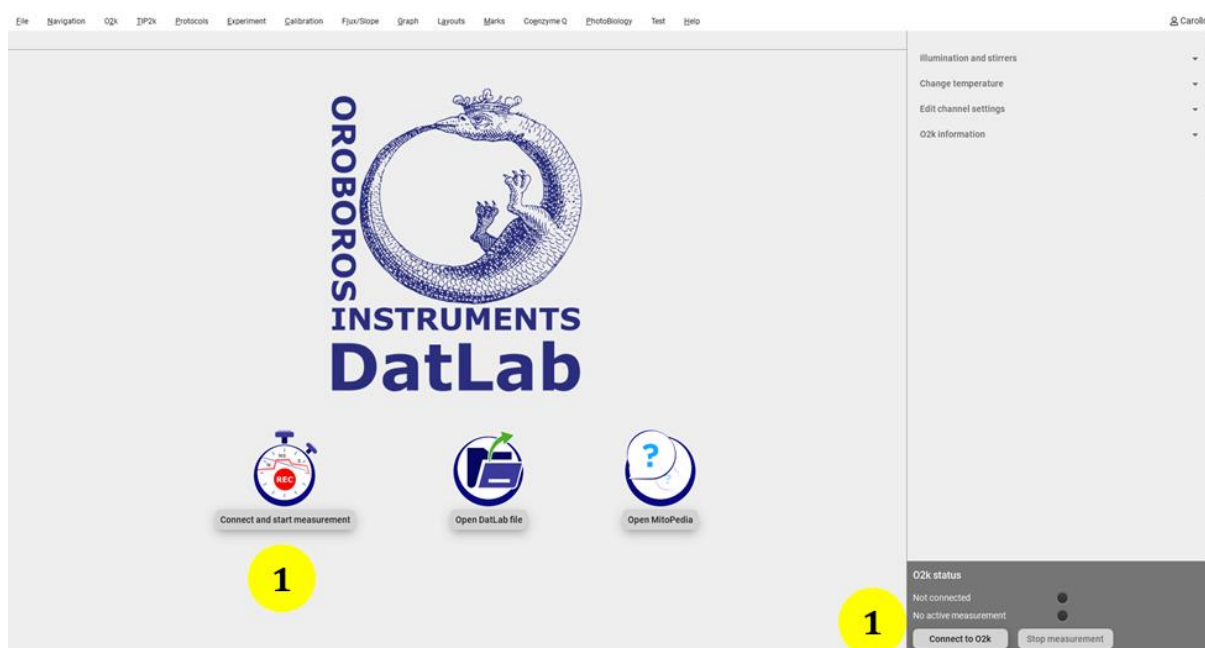 File Navigation O2k TIP2k Protocols Experiment Calibration Flux/Slope Graph Layouts Marks Coenzyme Q PhotoBiology Test Help
Illumination and stirrers
Change temperature
Edit channel settings
O2k information
OROBOROS
INSTRUMENTS
DatLab
REC
?
Connect and start measurement
Open DatLab file
Open MitoPedia
1
O2k status
Not connected
No active measurement
1
Connect to O2k
Stop measurement